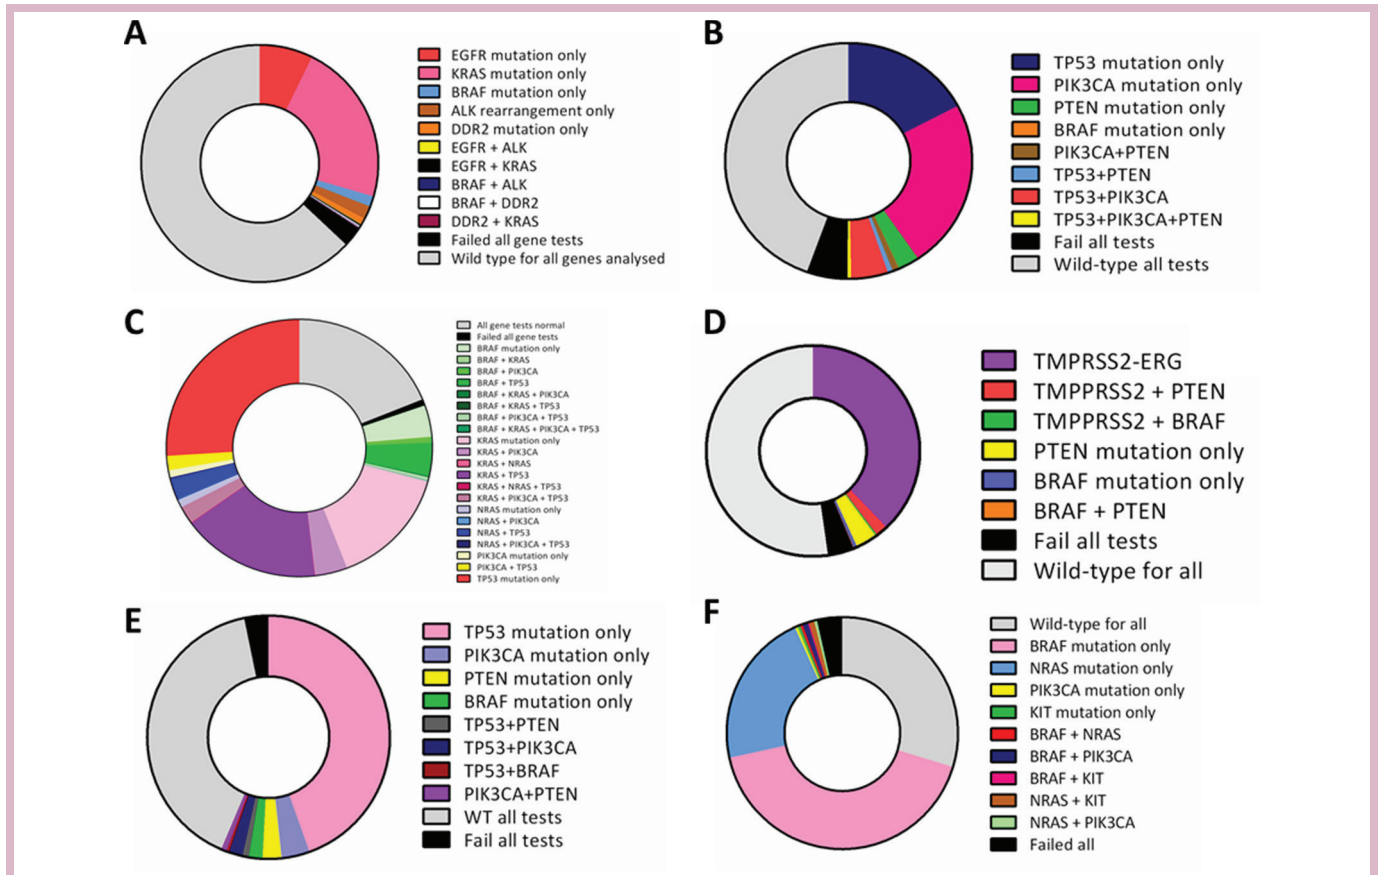 A
EGFR mutation only
KRAS mutation only
BRAF mutation only
ALK rearrangement only
DDR2 mutation only
EGFR + ALK
EGFR + KRAS
BRAF + ALK
BRAF + DDR2
DDR2 + KRAS
Failed all gene tests
Wild type for all genes analysed
B
TP53 mutation only
PIK3CA mutation only
PTEN mutation only
BRAF mutation only
PIK3CA+PTEN
TP53+PTEN
TP53+PIK3CA
TP53+PIK3CA+PTEN
Fail all tests
Wild-type all tests
C
All gene tests normal
Failed all gene tests
BRAF mutation only
BRAF + KRAS
BRAF + PIK3CA
BRAF + TP53
BRAF + KRAS + PIK3CA
BRAF + KRAS + TP53
BRAF + PIK3CA + TP53
BRAF + KRAS + PIK3CA + TP53
KRAS mutation only
KRAS + PIK3CA
KRAS + NRAS
KRAS + TP53
KRAS + NRAS + TP53
KRAS + PIK3CA + TP53
NRAS mutation only
NRAS + PIK3CA
NRAS + TP53
NRAS + PIK3CA + TP53
PIK3CA mutation only
PIK3CA + TP53
TP53 mutation only
D
TMPRSS2-ERG
TMPPRSS2 + PTEN
TMPPRSS2 + BRAF
PTEN mutation only
BRAF mutation only
BRAF + PTEN
Fail all tests
Wild-type for all
E
TP53 mutation only
PIK3CA mutation only
PTEN mutation only
BRAF mutation only
TP53+PTEN
TP53+PIK3CA
TP53+BRAF
PIK3CA+PTEN
WT all tests
Fail all tests
F
Wild-type for all
BRAF mutation only
NRAS mutation only
PIK3CA mutation only
KIT mutation only
BRAF + NRAS
BRAF + PIK3CA
BRAF + KIT
NRAS + KIT
NRAS + PIK3CA
Failed all